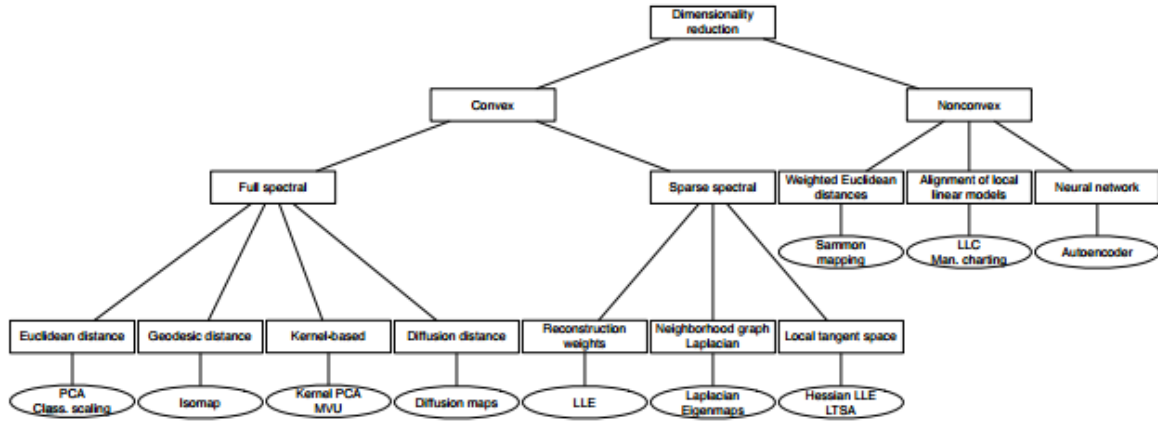 Dimensionality
reduction
Convex
Nonconvex
Full spectral
Sparse spectral
Weighted Euclidean
distances
Alignment of local
linear models
Neural network
Sammon
mapping
LLC
Man. charting
Autoencoder
Euclidean distance
Geodesic distance
Kernel-based
Diffusion distance
Reconstruction
weights
Neighborhood graph
Laplacian
Local tangent space
PCA
Class. scaling
Isomap
Kernel PCA
MVU
Diffusion maps
LLE
Laplacian
Eigenmaps
Hessian LLE
LTSA